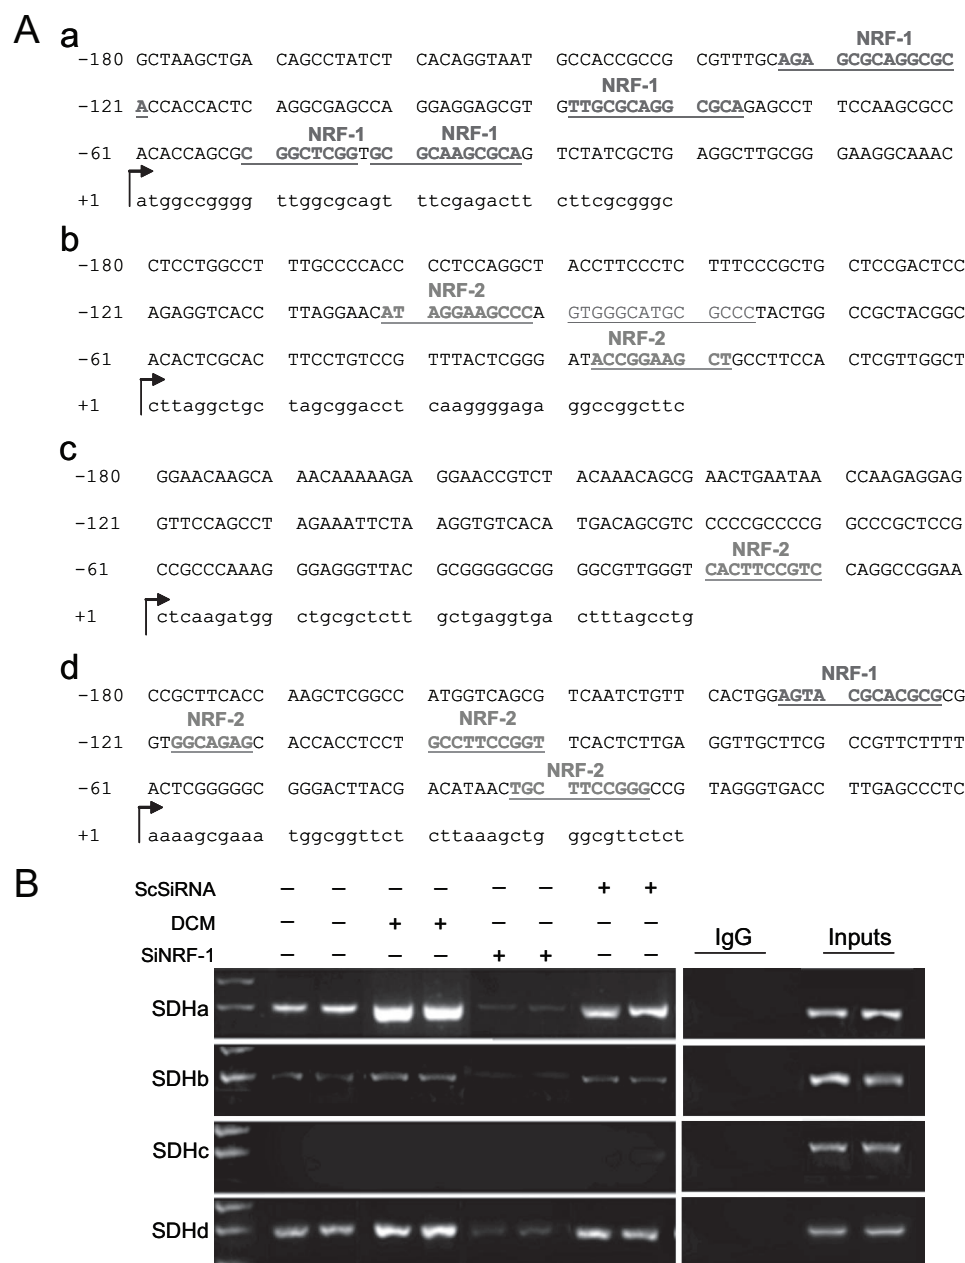 A
a
NRF-1
-180 GCTAAGCTGA CAGCCTATCT CACAGGTAAT GCCACCGCCG CGTTTGCAGA GCGCAGGCGC
NRF-1
-121 ACCACCACTC AGGCGAGCCA GGAGGAGCGT GTTGCGCAGG CGCAGAGCCT TCCAAGCGCC
NRF-1 NRF-1
-61 ACACCAGCGC GGCTCGGTGC GCAAGCGCAG TCTATCGCTG AGGCTTGCGG GAAGGCAAAC
+1 atggccgggg ttggcgcagt ttcgagactt cttcgcgggc
b
-180 CTCCTGGCCT TTGCCCCACC CCTCCAGGCT ACCTTCCCTC TTTCCCGCTG CTCCGACTCC
NRF-2
-121 AGAGGTCACC TTAGGAACAT AGGAAGCCCA GTGGGCATGC GCCCTACTGG CCGCTACGGC
NRF-2
-61 ACACTCGCAC TTCCTGTCCG TTTACTCGGG ATACCGGAAG CTGCCTTCCA CTCGTTGGCT
+1 cttaggctgc tagcggacct caaggggaga ggccggcttc
c
-180 GGAACAAGCA AACAAAAAGA GGAACCGTCT ACAAACAGCG AACTGAATAA CCAAGAGGAG
-121 GTTCCAGCCT AGAAATTCTA AGGTGTCACA TGACAGCGTC CCCCGCCCCG GCCCGCTCCG
NRF-2
-61 CCGCCCAAAG GGAGGGTTAC GCGGGGGCGG GGCGTTGGGT CACTTCCGTC CAGGCCGGAA
+1 ctcaagatgg ctgcgctctt gctgaggtga ctttagcctg
d
NRF-1
-180 CCGCTTCACC AAGCTCGGCC ATGGTCAGCG TCAATCTGTT CACTGGAGTA CGCACGCGCG
NRF-2 NRF-2
-121 GTGGCAGAGC ACCACCTCCT GCCTTCCGGT TCACTCTTGA GGTTGCTTCG CCGTTCTTTT
NRF-2
-61 ACTCGGGGGC GGGACTTACG ACATAACTGC TTCCGGGCCG TAGGGTGACC TTGAGCCCTC
+1 aaaagcgaaa tggcggttct cttaaagctg ggcgttctct
B
ScSiRNA − − − − − − + +
DCM − − + + − − − −
SiNRF-1 − − − − + + − −
IgG Inputs
SDHa
SDHb
SDHc
SDHd